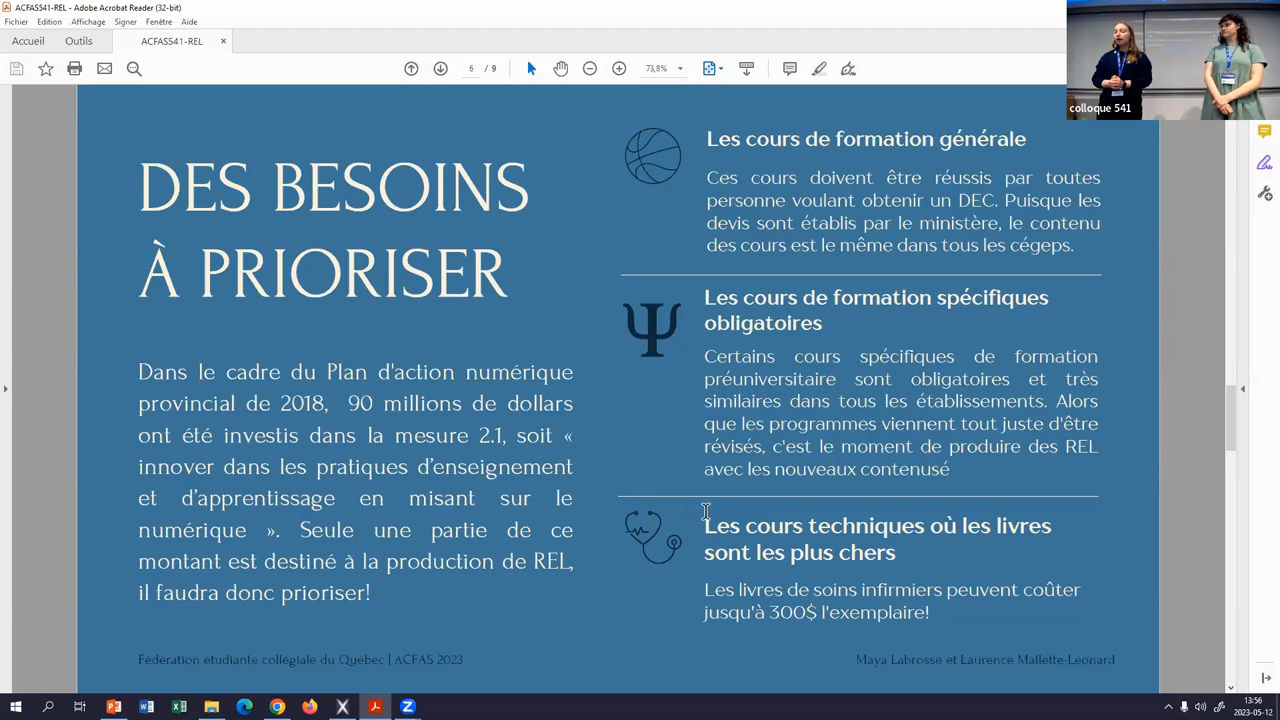 ACFAS541-REL - Adobe Acrobat Reader (32-bit)
Fichier Edition Affichage Signer Fenêtre Aide
Accueil Outils ACFAS541-REL ×
6 / 9 73,8%
colloque 541
DES BESOINS
À PRIORISER
Dans le cadre du Plan d'action numérique
provincial de 2018, 90 millions de dollars
ont été investis dans la mesure 2.1, soit «
innover dans les pratiques d'enseignement
et d'apprentissage en misant sur le
numérique ». Seule une partie de ce
montant est destiné à la production de REL,
il faudra donc prioriser!
Les cours de formation générale
Ces cours doivent être réussis par toutes
personne voulant obtenir un DEC. Puisque les
devis sont établis par le ministère, le contenu
des cours est le même dans tous les cégeps.
Ψ
Les cours de formation spécifiques
obligatoires
Certains cours spécifiques de formation
préuniversitaire sont obligatoires et très
similaires dans tous les établissements. Alors
que les programmes viennent tout juste d'être
révisés, c'est le moment de produire des REL
avec les nouveaux contenusé
Les cours techniques où les livres
sont les plus chers
Les livres de soins infirmiers peuvent coûter
jusqu'à 300$ l'exemplaire!
Fédération étudiante collégiale du Québec | ACFAS 2023
Maya Labrosse et Laurence Mallette-Léonard
13:56
2023-05-12